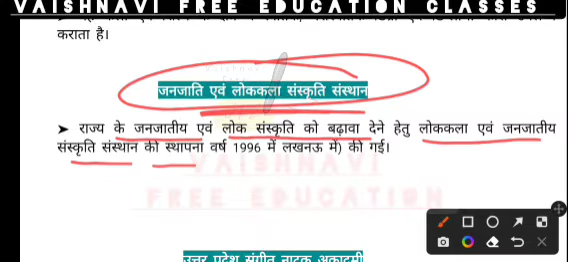 VAISHNAVI FREE EDUCATION CLASSES
कराता है।
जनजाति एवं लोककला संस्कृति संस्थान
➤ राज्य के जनजातीय एवं लोक संस्कृति को बढ़ावा देने हेतु लोककला एवं जनजातीय
संस्कृति संस्थान की स्थापना वर्ष 1996 में लखनऊ में) की गई।
VAISHNAVI
FREE EDUCATION
उत्तर प्रदेश संगीत नाटक अकादमी